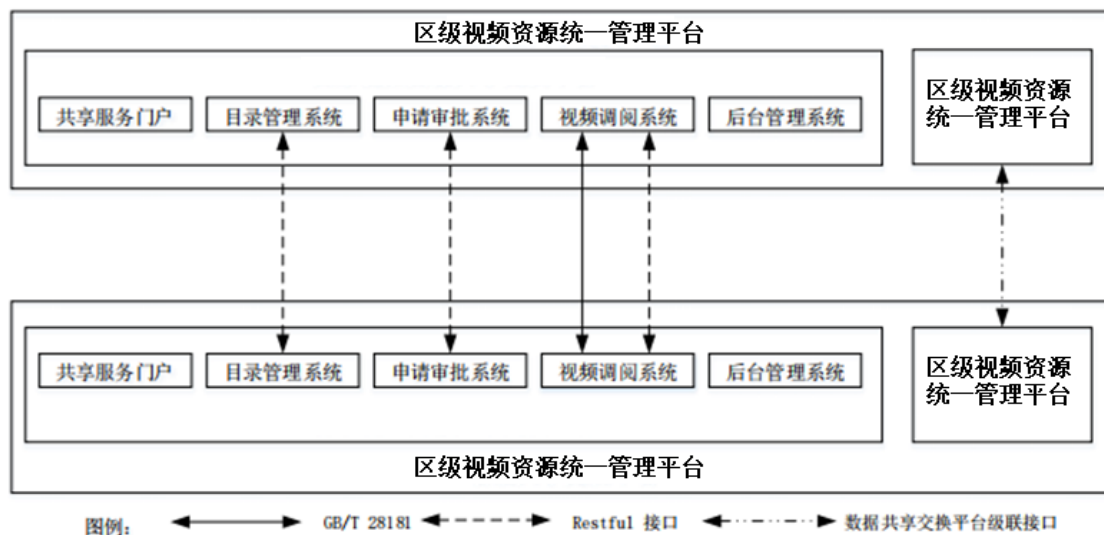 区级视频资源统一管理平台
共享服务门户 目录管理系统 申请审批系统 视频调阅系统 后台管理系统
区级视频资源
统一管理平台
共享服务门户 目录管理系统 申请审批系统 视频调阅系统 后台管理系统
区级视频资源
统一管理平台
区级视频资源统一管理平台
图例： GB/T 28181 Restful 接口 数据共享交换平台级联接口